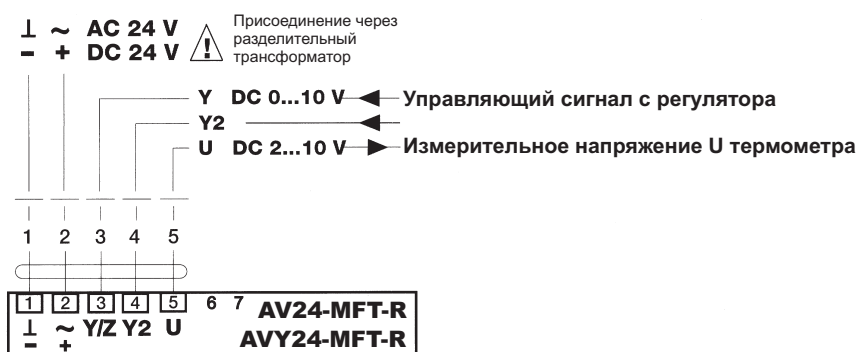 ⊥ ~ AC 24 V
− + DC 24 V
Присоединение через
разделительный
трансформатор
Y DC 0...10 V Управляющий сигнал с регулятора
Y2
U DC 2...10 V Измерительное напряжение U термометра
1 2 3 4 5
1 2 3 4 5 6 7 AV24-MFT-R
⊥ ~ Y/Z Y2 U
− + AVY24-MFT-R